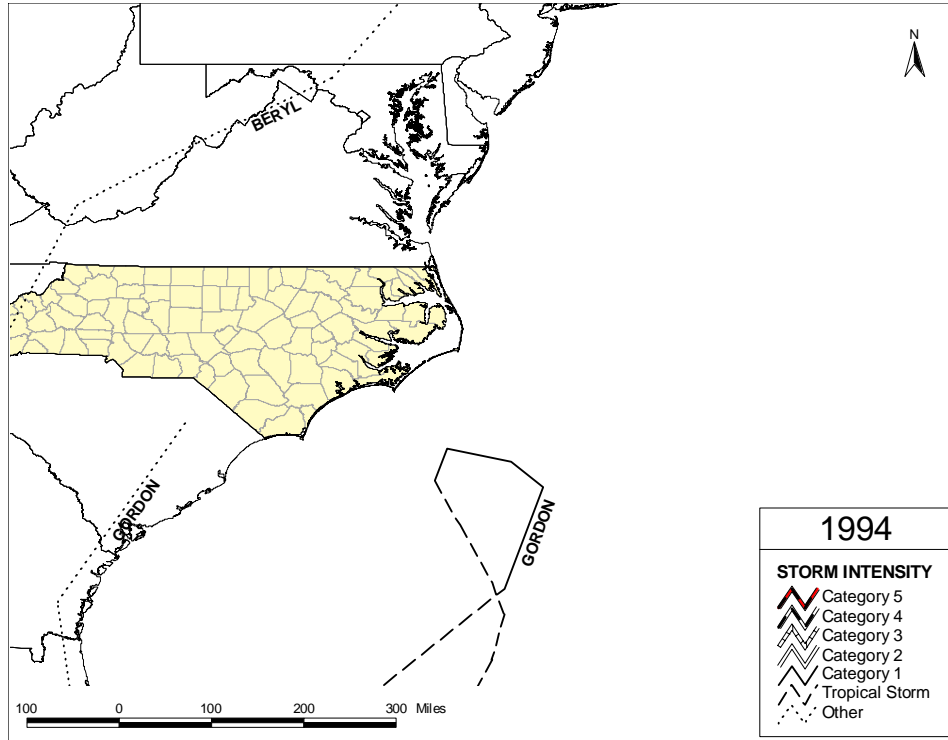 N
BERYL
GORDON
GORDON
1994
STORM INTENSITY
Category 5
Category 4
Category 3
Category 2
Category 1
Tropical Storm
Other
100 0 100 200 300 Miles